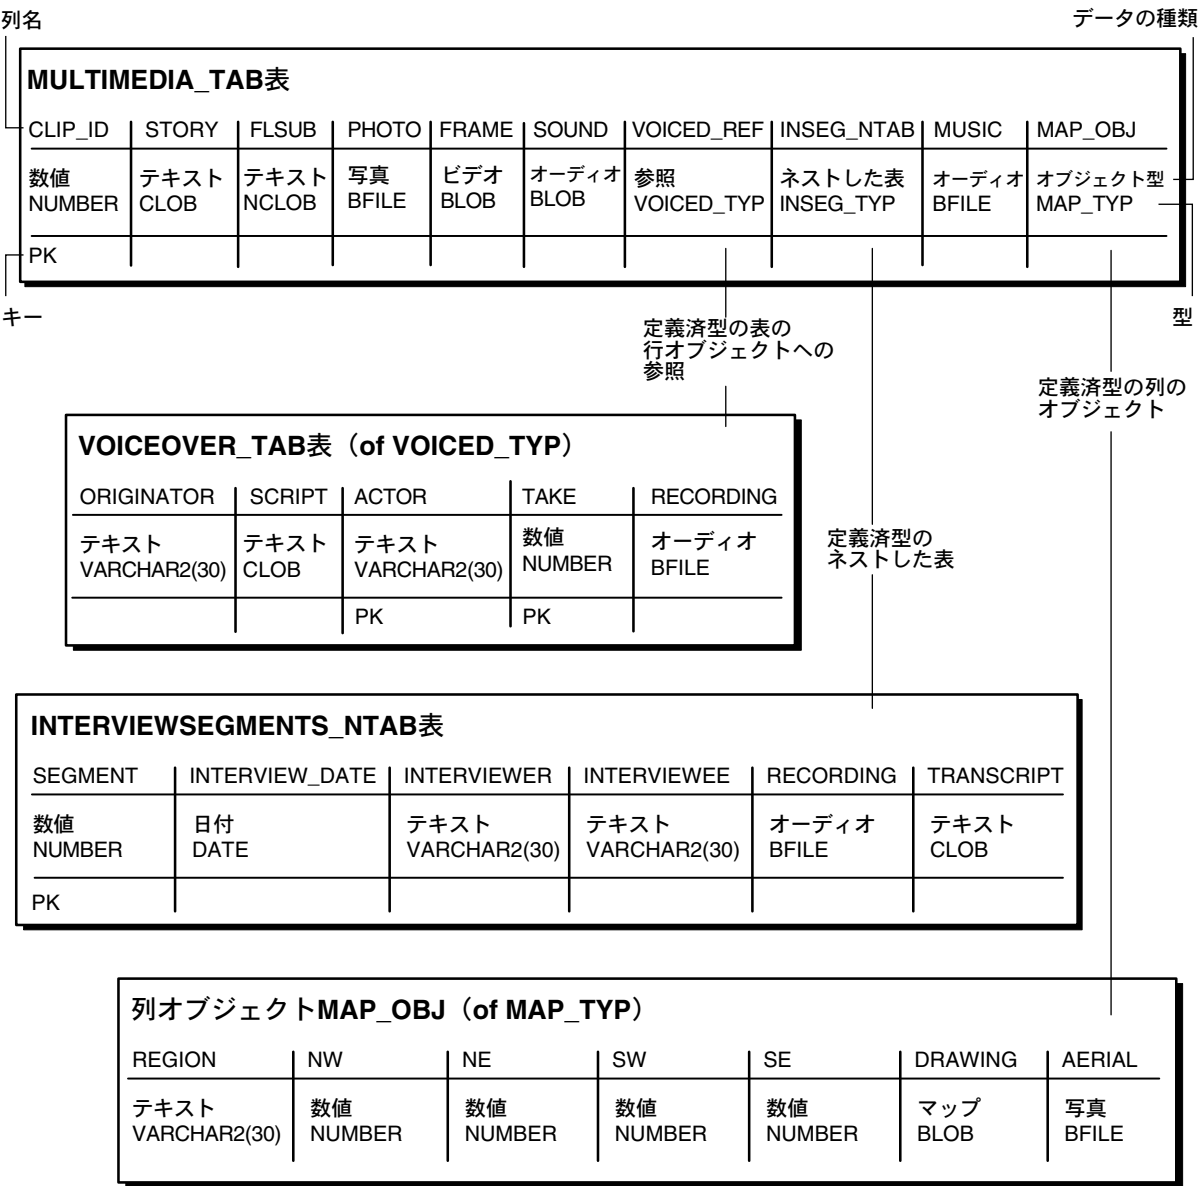 列名
データの種類
MULTIMEDIA_TAB表
CLIP_ID STORY FLSUB PHOTO FRAME SOUND VOICED_REF INSEG_NTAB MUSIC MAP_OBJ
数値 テキスト テキスト 写真 ビデオ オーディオ 参照 ネストした表 オーディオ オブジェクト型
NUMBER CLOB NCLOB BFILE BLOB BLOB VOICED_TYP INSEG_TYP BFILE MAP_TYP
PK
キー
型
定義済型の表の
行オブジェクトへの
参照
定義済型の列の
オブジェクト
VOICEOVER_TAB表（of VOICED_TYP）
ORIGINATOR SCRIPT ACTOR TAKE RECORDING
テキスト テキスト テキスト 数値 オーディオ
VARCHAR2(30) CLOB VARCHAR2(30) NUMBER BFILE
PK PK
定義済型の
ネストした表
INTERVIEWSEGMENTS_NTAB表
SEGMENT INTERVIEW_DATE INTERVIEWER INTERVIEWEE RECORDING TRANSCRIPT
数値 日付 テキスト テキスト オーディオ テキスト
NUMBER DATE VARCHAR2(30) VARCHAR2(30) BFILE CLOB
PK
列オブジェクトMAP_OBJ（of MAP_TYP）
REGION NW NE SW SE DRAWING AERIAL
テキスト 数値 数値 数値 数値 マップ 写真
VARCHAR2(30) NUMBER NUMBER NUMBER NUMBER BLOB BFILE